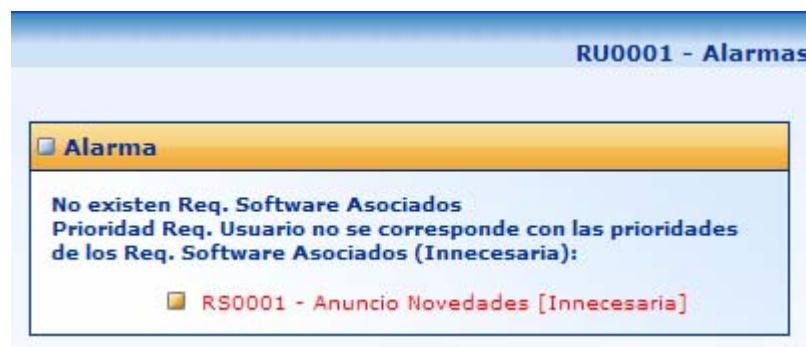 RU0001 - Alarmas
Alarma
No existen Req. Software Asociados
Prioridad Req. Usuario no se corresponde con las prioridades
de los Req. Software Asociados (Innecesaria):
RS0001 - Anuncio Novedades [Innecesaria]